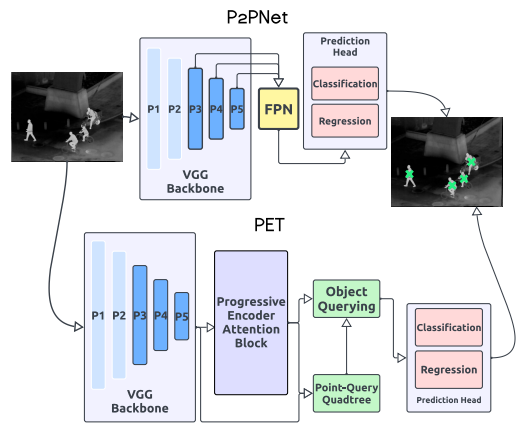 P2PNet
P1
P2
P3
P4
P5
VGG
Backbone
FPN
Prediction
Head
Classification
Regression
PET
P1
P2
P3
P4
P5
VGG
Backbone
Progressive
Encoder
Attention
Block
Object
Querying
Point-Query
Quadtree
Classification
Regression
Prediction Head